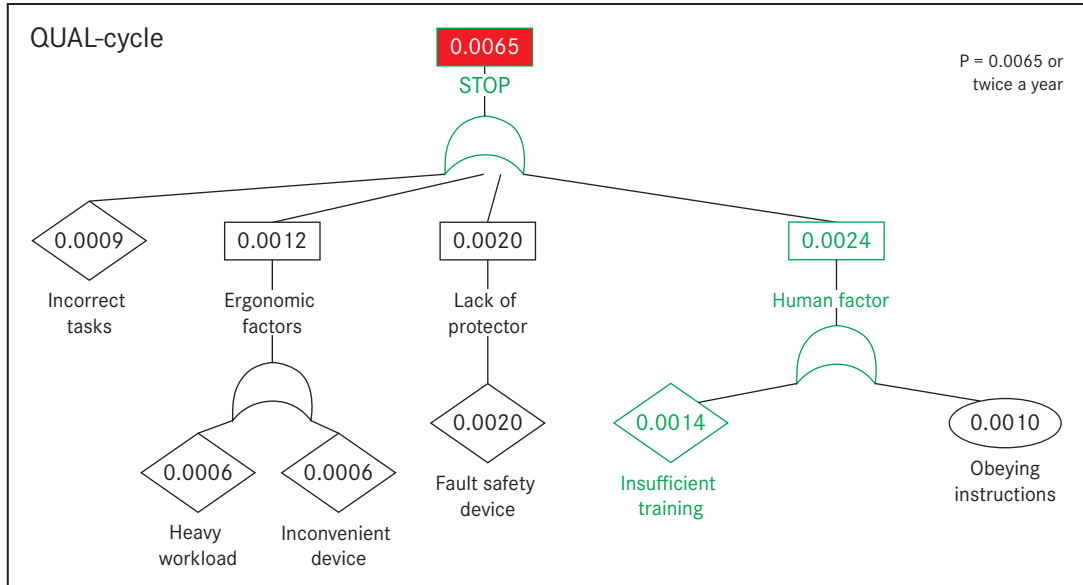 QUAL-cycle
0.0065
P = 0.0065 or
twice a year
STOP
0.0009
0.0012
0.0020
0.0024
Incorrect
tasks
Ergonomic
factors
Lack of
protector
Human factor
0.0006
0.0006
0.0020
0.0014
0.0010
Heavy
workload
Inconvenient
device
Fault safety
device
Insufficient
training
Obeying
instructions